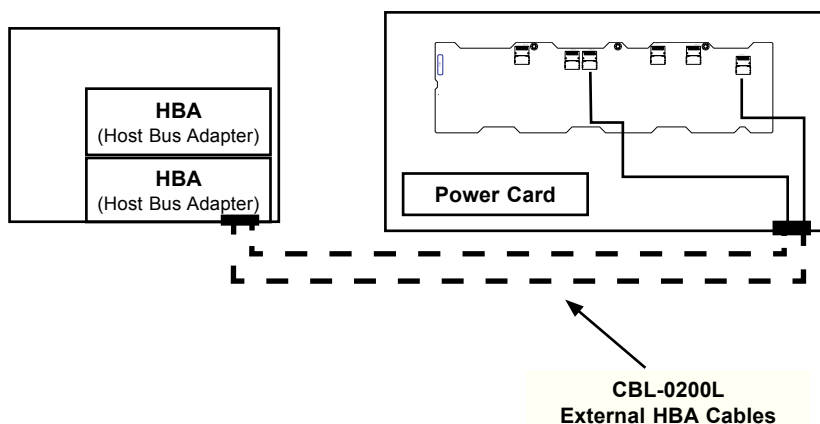 HBA
(Host Bus Adapter)
HBA
(Host Bus Adapter)
Power Card
CBL-0200L
External HBA Cables